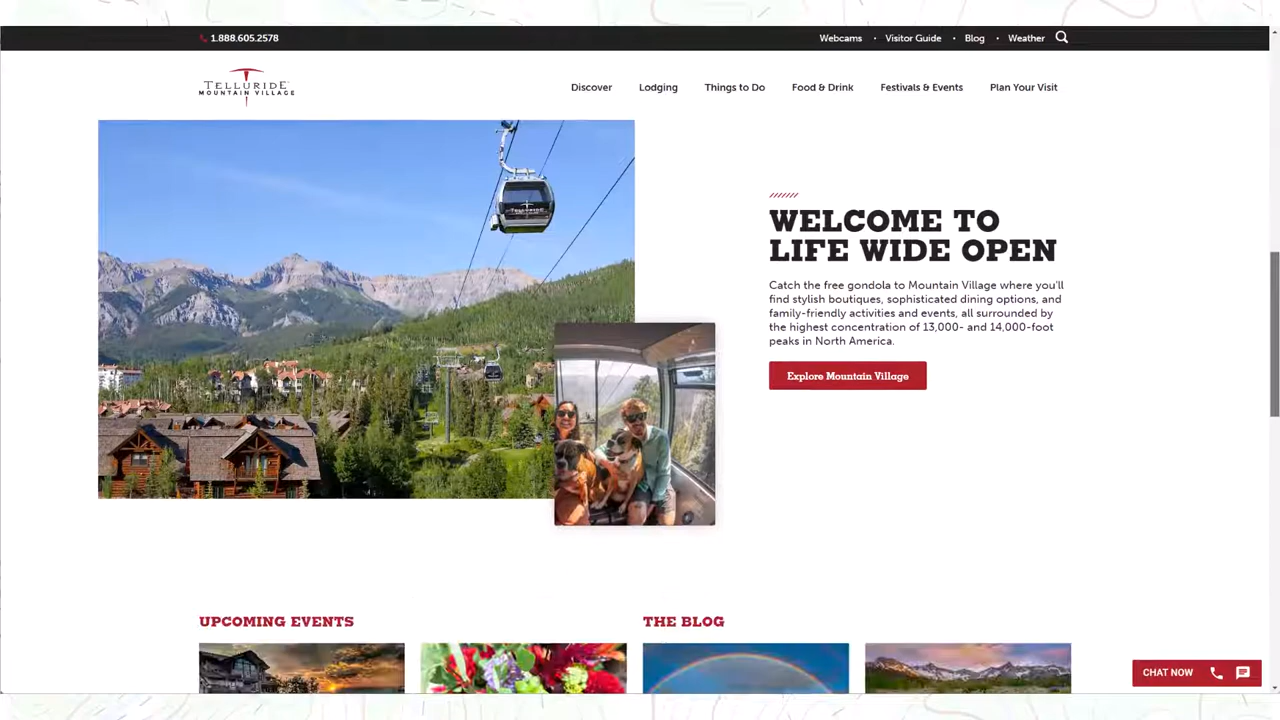 1.888.605.2578
Webcams • Visitor Guide • Blog • Weather
TELLURIDE
MOUNTAIN VILLAGE
Discover Lodging Things to Do Food & Drink Festivals & Events Plan Your Visit
TELLURIDE
WELCOME TO
LIFE WIDE OPEN
Catch the free gondola to Mountain Village where you'll
find stylish boutiques, sophisticated dining options, and
family-friendly activities and events, all surrounded by
the highest concentration of 13,000- and 14,000-foot
peaks in North America.
Explore Mountain Village
UPCOMING EVENTS
THE BLOG
CHAT NOW